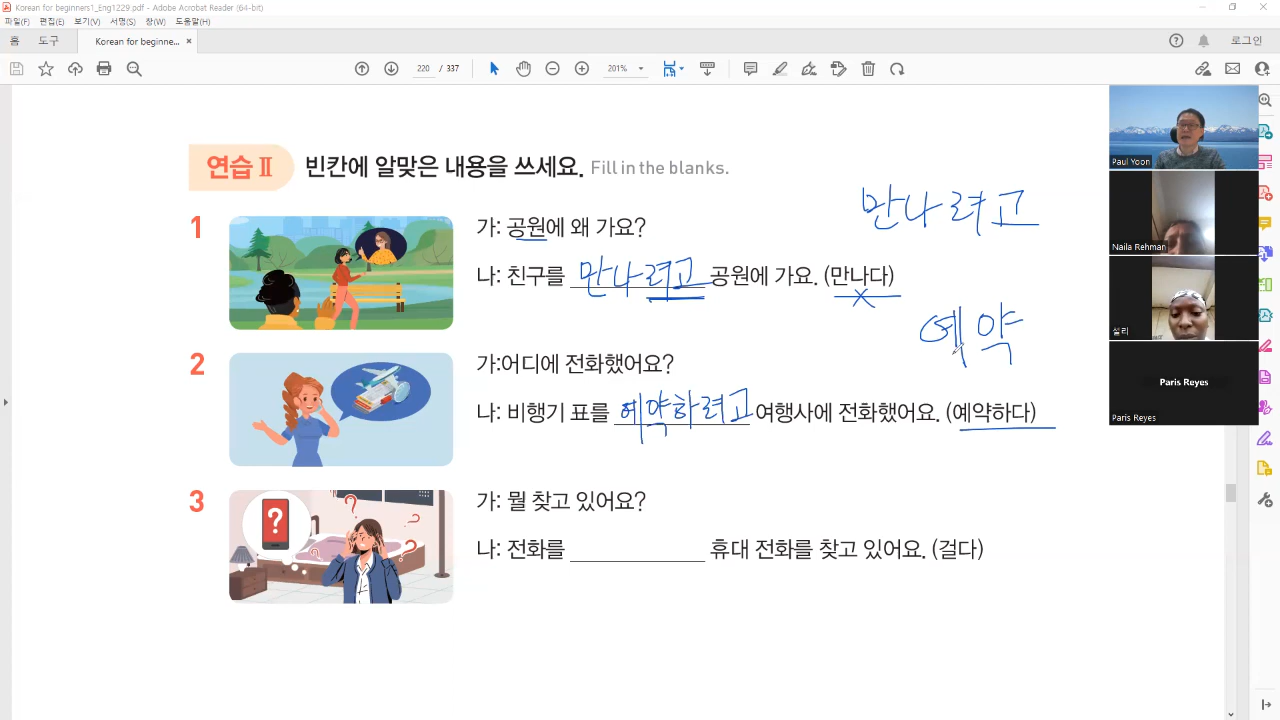 Korean for beginners1_Eng1229.pdf - Adobe Acrobat Reader (64-bit)
파일(F) 편집(E) 보기(V) 서명(S) 창(W) 도움말(H)
홈 도구 Korean for beginne... × 로그인
220 / 337 201%
연습 Ⅱ 빈칸에 알맞은 내용을 쓰세요. Fill in the blanks.
만나려고
1 가: 공원에 왜 가요?
나: 친구를 만나려고 공원에 가요. (만나다)
예약
2 가:어디에 전화했어요?
나: 비행기 표를 예약하려고 여행사에 전화했어요. (예약하다)
3 가: 뭘 찾고 있어요?
나: 전화를 휴대 전화를 찾고 있어요. (걸다)
Paul Yoon
Naila Rehman
설리
Paris Reyes
Paris Reyes